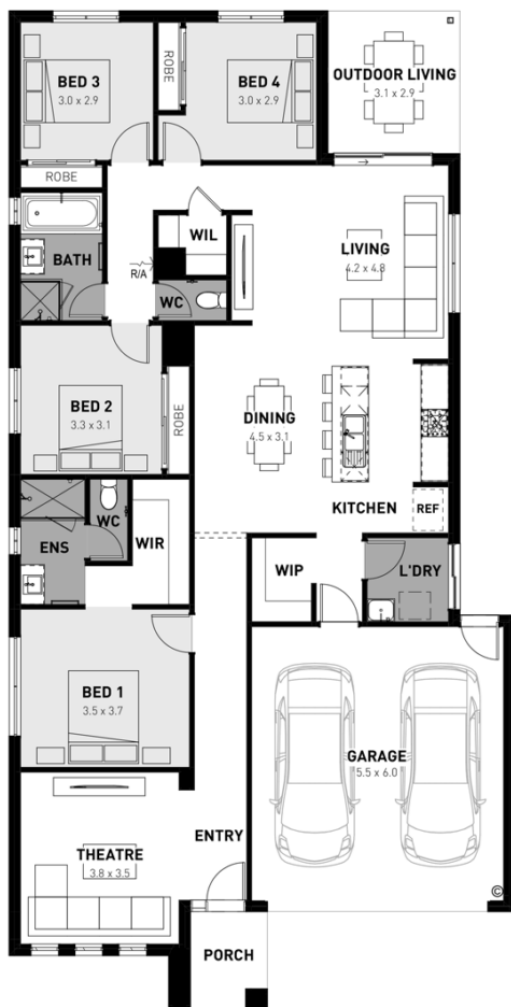 BED 3
3.0 x 2.9
ROBE
BED 4
3.0 x 2.9
OUTDOOR LIVING
3.1 x 2.9
ROBE
BATH
WIL
R/A
WC
LIVING
4.2 x 4.8
BED 2
3.3 x 3.1
ROBE
DINING
4.5 x 3.1
KITCHEN
REF
WC
ENS
WIR
WIP
L'DRY
BED 1
3.5 x 3.7
GARAGE
5.5 x 6.0
ENTRY
THEATRE
3.8 x 3.5
©
PORCH